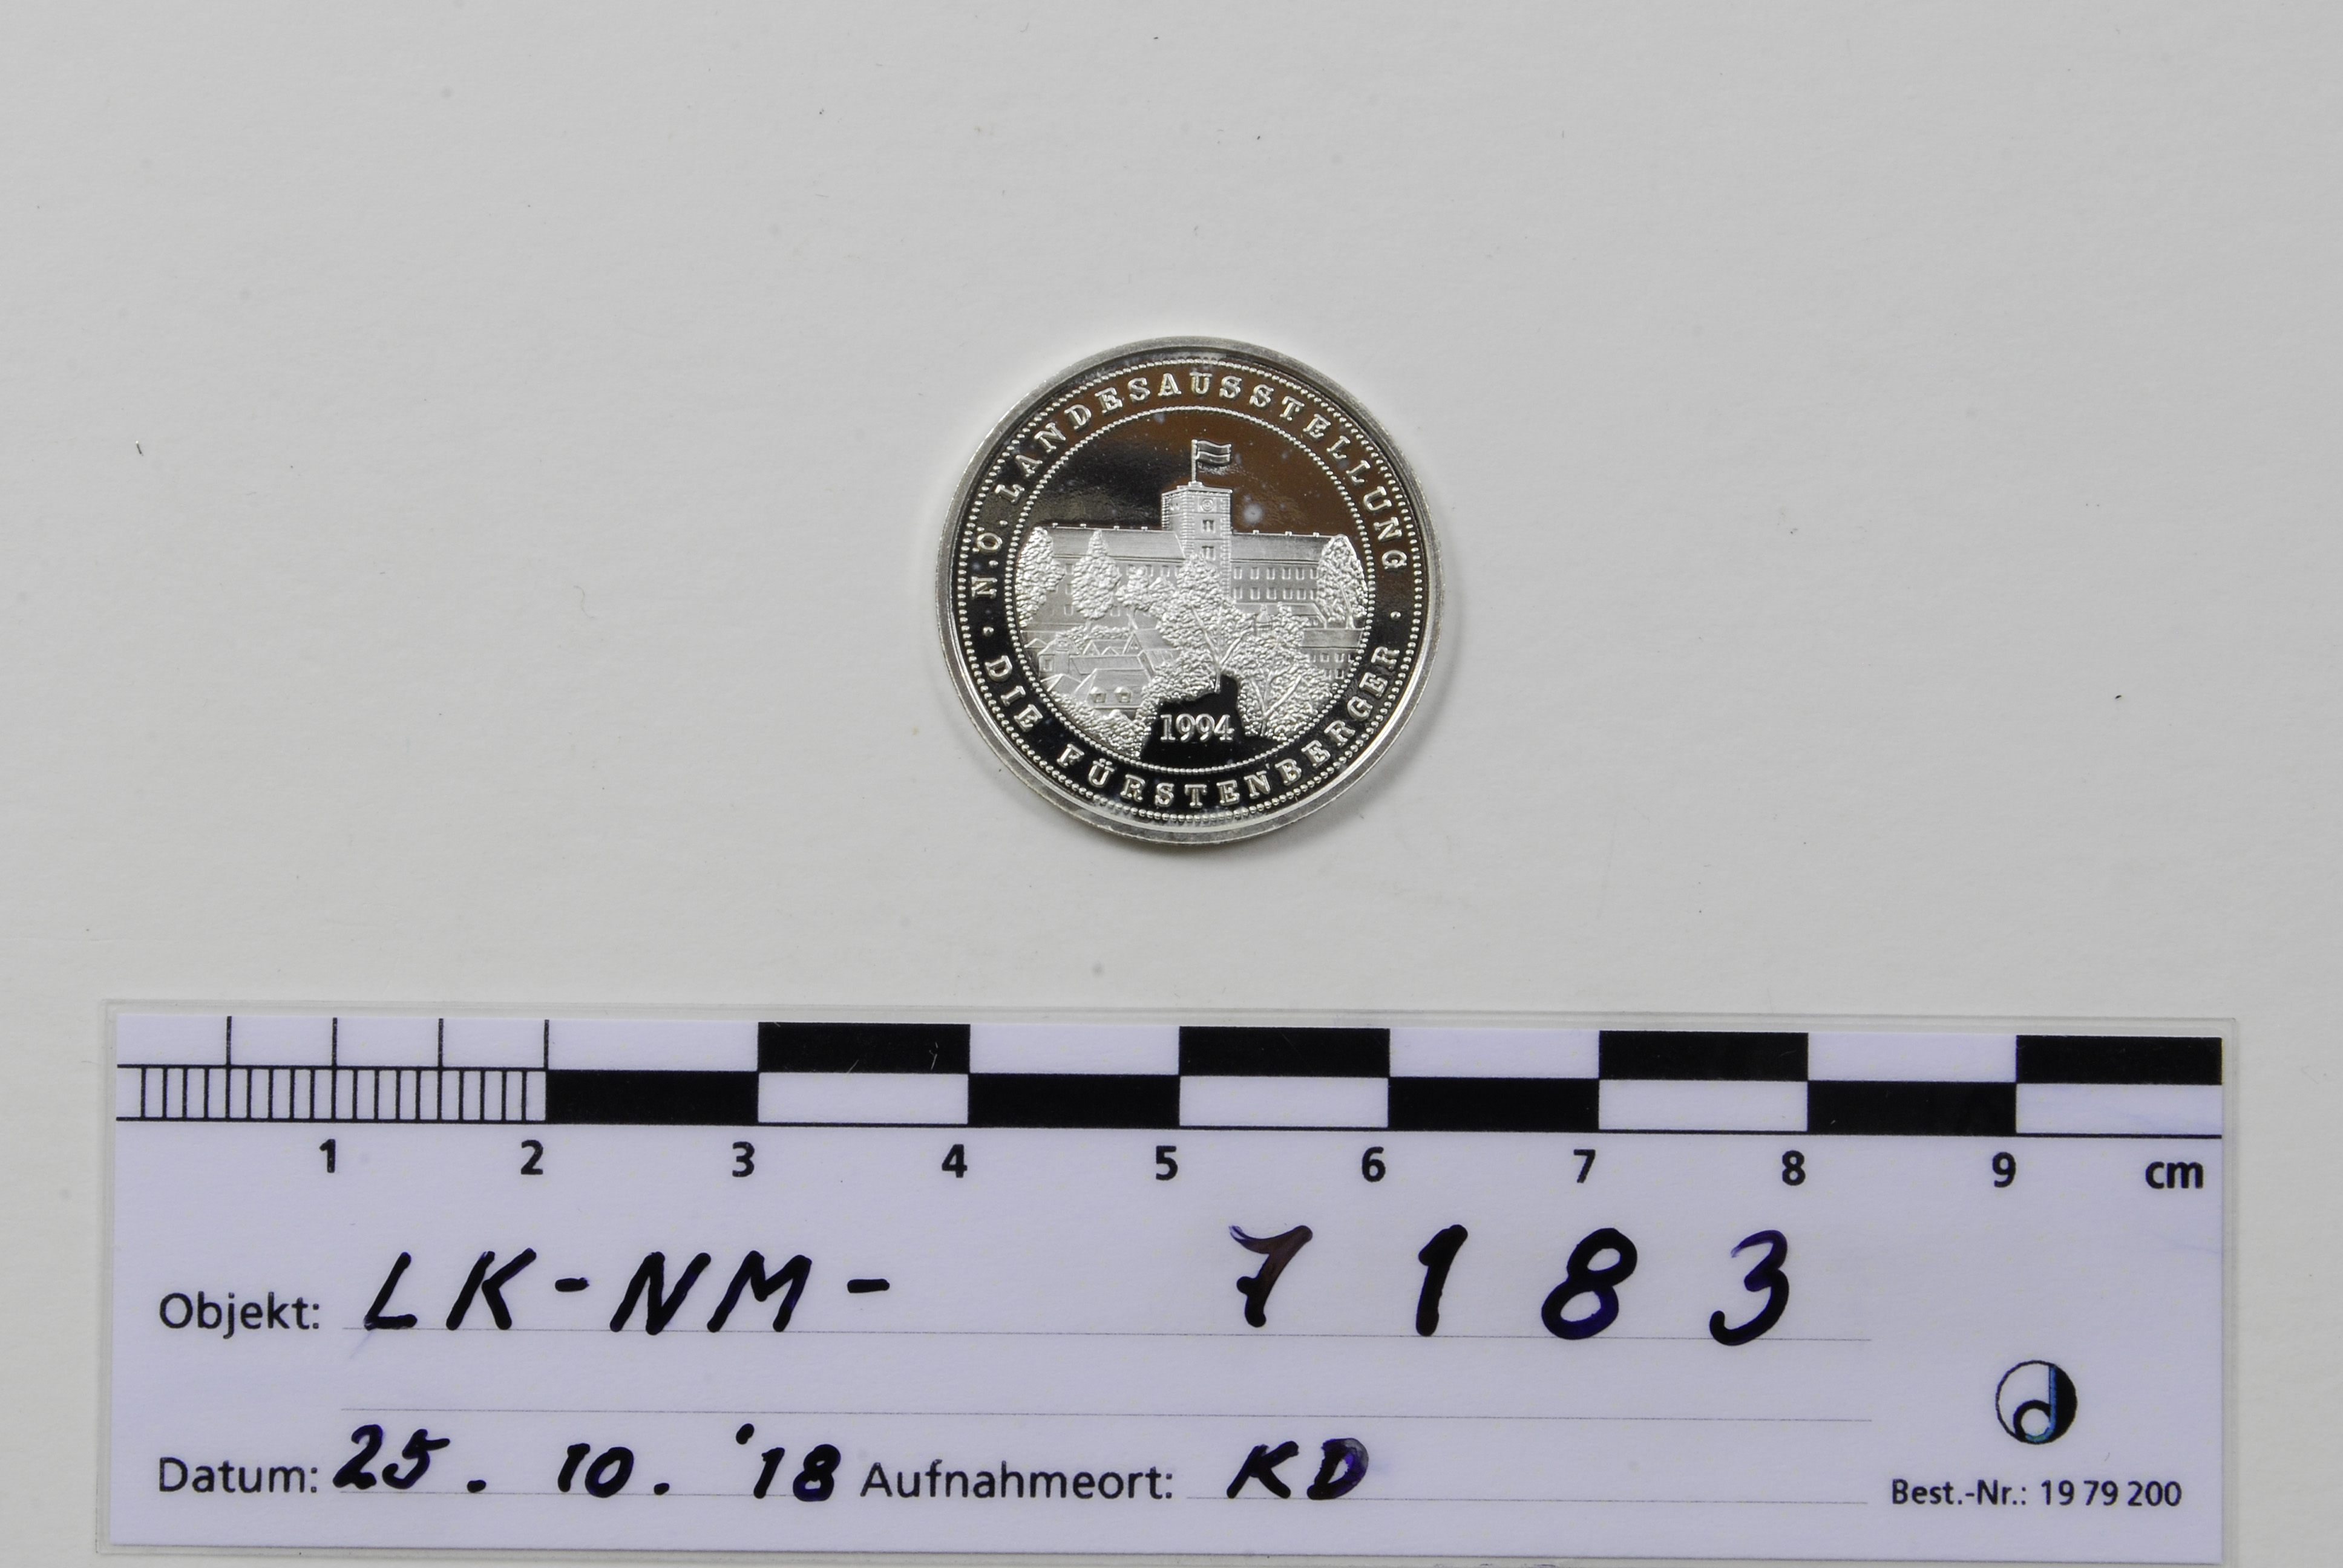 · N.Ö. LANDESAUSSTELLUNG ·
DIE FÜRSTENBERGER
1994
1 2 3 4 5 6 7 8 9 cm
Objekt: LK-NM- 7183
Datum: 25. 10. '18 Aufnahmeort: KD
Best.-Nr.: 19 79 200